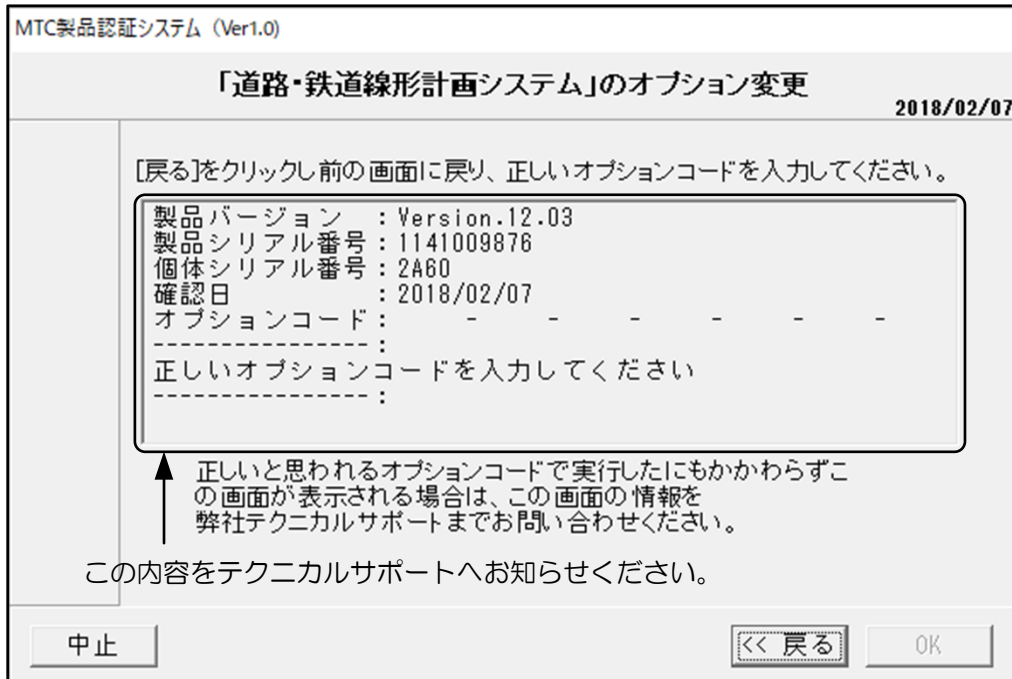 MTC製品認証システム（Ver1.0)
「道路・鉄道線形計画システム」のオプション変更
2018/02/07
[戻る]をクリックし前の画面に戻り、正しいオプションコードを入力してください。
製品バージョン　：Version.12.03
製品シリアル番号：1141009876
個体シリアル番号：2A60
確認日　　　　　：2018/02/07
オプションコード：　　-　　-　　-　　-　　-　　-
----------------：
正しいオプションコードを入力してください
----------------：
正しいと思われるオプションコードで実行したにもかかわらずこ
の画面が表示される場合は、この画面の情報を
弊社テクニカルサポートまでお問い合わせください。
この内容をテクニカルサポートへお知らせください。
中止
<< 戻る
OK